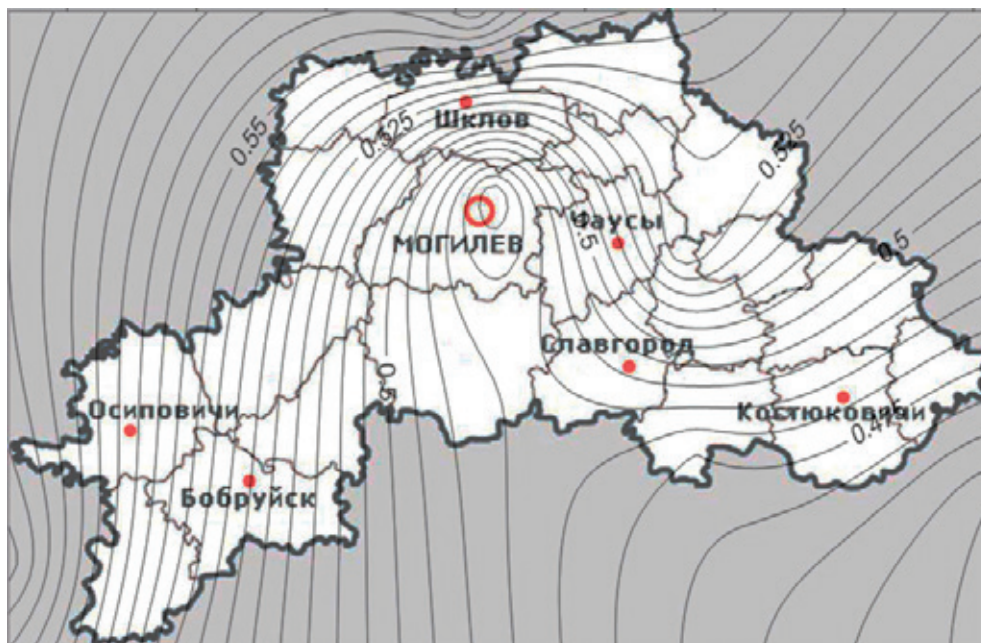 Шклов
0.55
0.525
0.525
Чаусы
0.5
МОГИЛЕВ
0.5
Славгород
0.5
Осиповичи
Костюковичи
0.475
Бобруйск